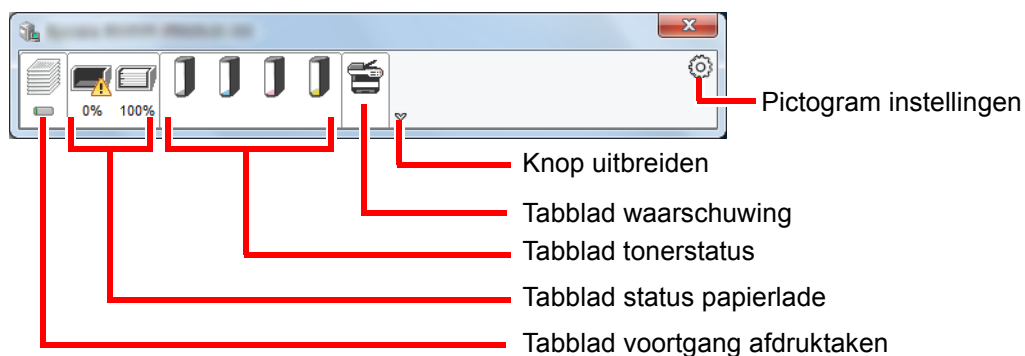 0% 100%
Pictogram instellingen
Knop uitbreiden
Tabblad waarschuwing
Tabblad tonerstatus
Tabblad status papierlade
Tabblad voortgang afdruktaken